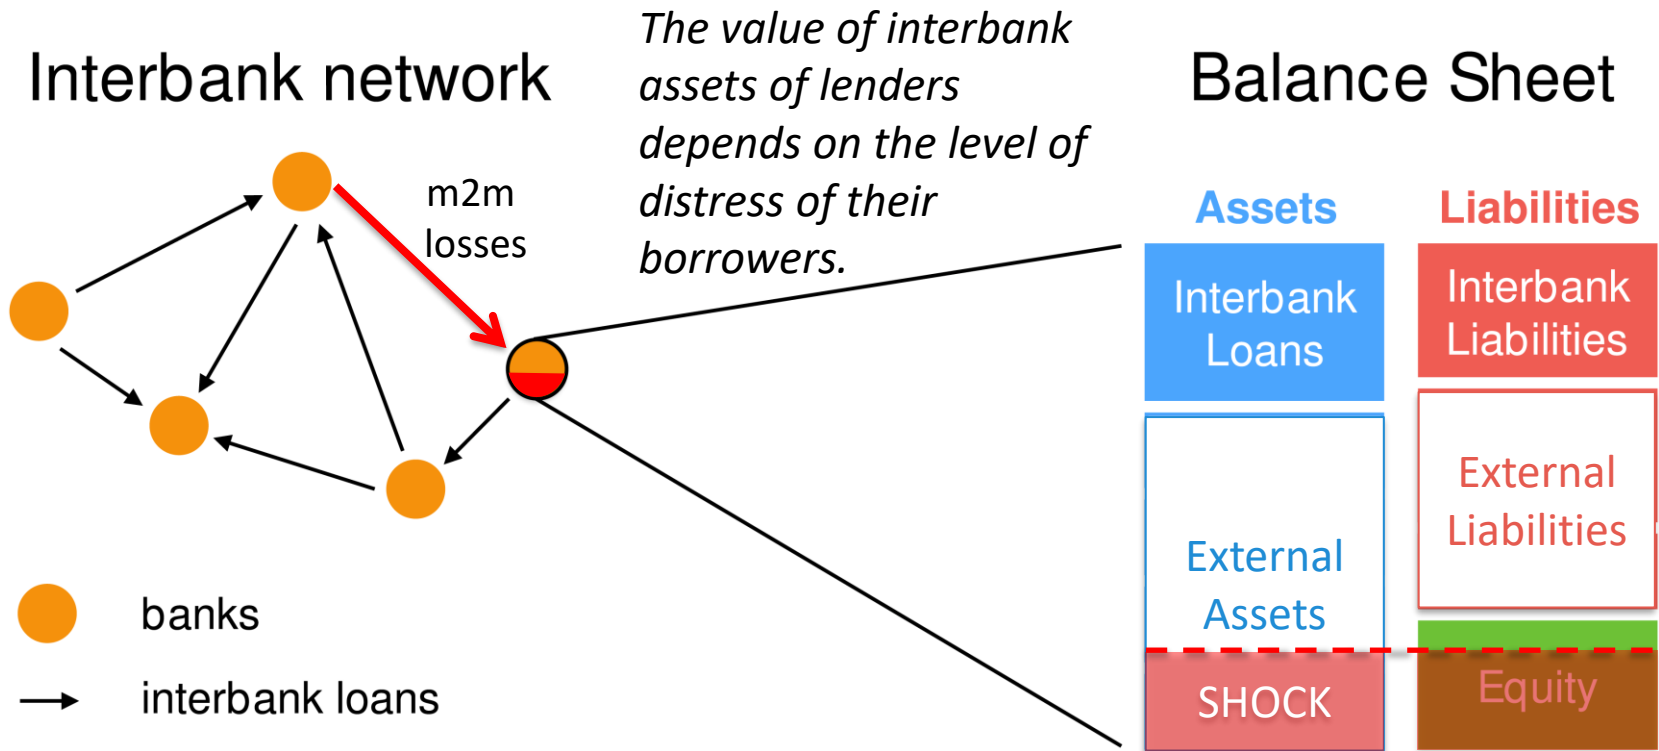 Interbank network
The value of interbank
assets of lenders
depends on the level of
distress of their
borrowers.
m2m
losses
banks
interbank loans
Balance Sheet
Assets
Liabilities
Interbank
Loans
Interbank
Liabilities
External
Assets
External
Liabilities
SHOCK
Equity